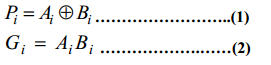 Pᵢ = Aᵢ ⊕ Bᵢ ............................(1)
Gᵢ = AᵢBᵢ ............................(2)